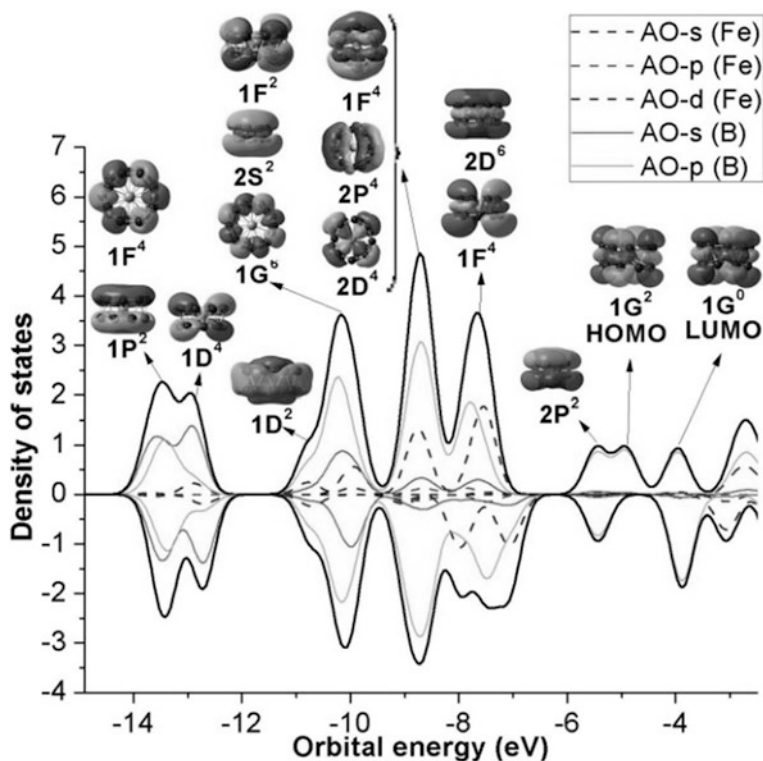 AO-s (Fe)
AO-p (Fe)
AO-d (Fe)
AO-s (B)
AO-p (B)
1F²
1F⁴
2S²
2P⁴
2D⁶
1F⁴
1G⁶
2D⁴
1F⁴
1P²
1D⁴
1D²
2P²
1G²
HOMO
1G⁰
LUMO
Density of states
7
6
5
4
3
2
1
0
-1
-2
-3
-4
-14
-12
-10
-8
-6
-4
Orbital energy (eV)